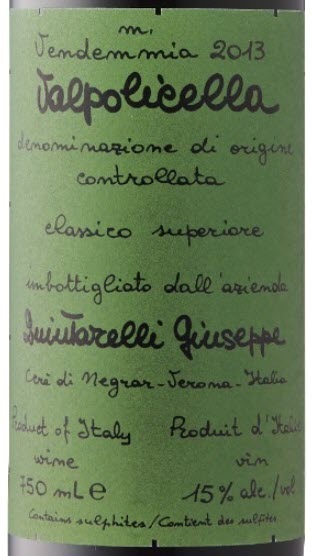 m.
Vendemmia 2013
Valpolicella
denominazione di origine
controllata
classico superiore
imbottigliato dall'azienda
Quintarelli Giuseppe
Cerè di Negrar - Verona - Italia
Product of Italy Produit d'Italie
wine vin
750 mL e 15% alc./vol
Contains sulphites / Contient des sulfites